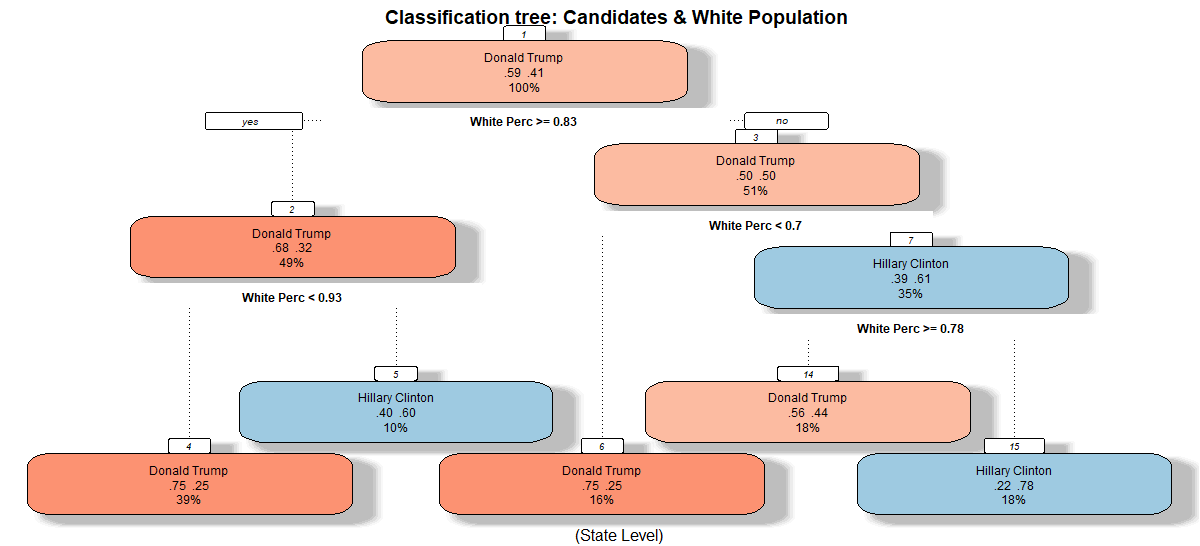 Classification tree: Candidates & White Population
1
Donald Trump
.59 .41
100%
yes
White Perc >= 0.83
no
3
Donald Trump
.50 .50
51%
2
Donald Trump
.68 .32
49%
White Perc < 0.7
7
Hillary Clinton
.39 .61
35%
White Perc < 0.93
White Perc >= 0.78
5
Hillary Clinton
.40 .60
10%
14
Donald Trump
.56 .44
18%
4
Donald Trump
.75 .25
39%
6
Donald Trump
.75 .25
16%
15
Hillary Clinton
.22 .78
18%
(State Level)